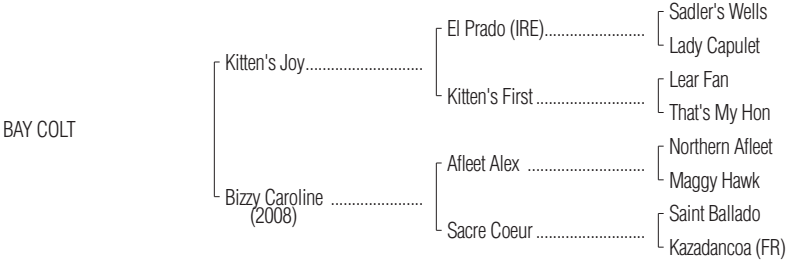 Sadler's Wells
El Prado (IRE)........................
Lady Capulet
Kitten's Joy............................
Lear Fan
Kitten's First ..........................
That's My Hon
BAY COLT
Northern Afleet
Afleet Alex ............................
Maggy Hawk
Bizzy Caroline ......................
(2008)
Saint Ballado
Sacre Coeur ..........................
Kazadancoa (FR)